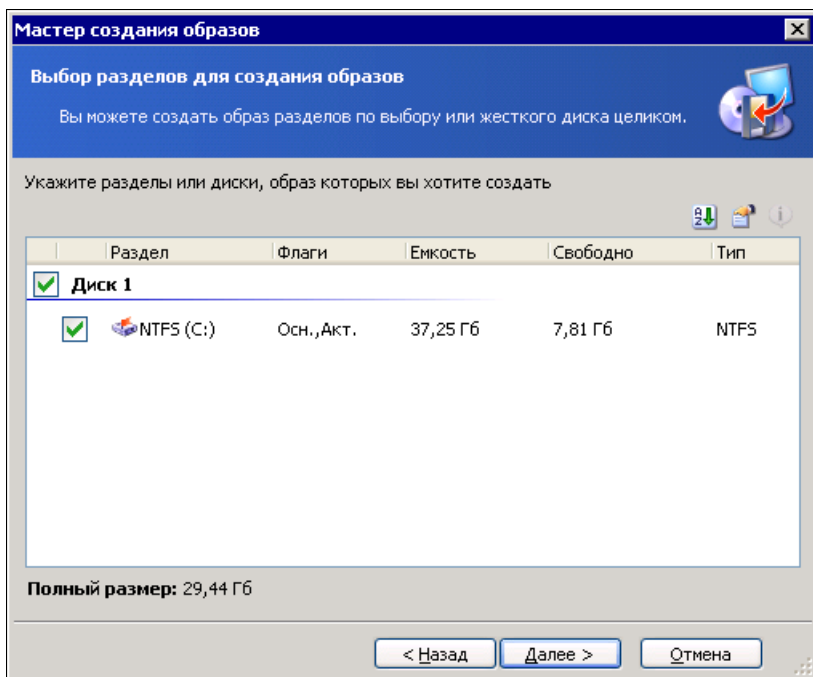 Мастер создания образов
Выбор разделов для создания образов
Вы можете создать образ разделов по выбору или жесткого диска целиком.
Укажите разделы или диски, образ которых вы хотите создать
Раздел Флаги Емкость Свободно Тип
Диск 1
NTFS (C:) Осн.,Акт. 37,25 Гб 7,81 Гб NTFS
Полный размер: 29,44 Гб
< Назад Далее > Отмена